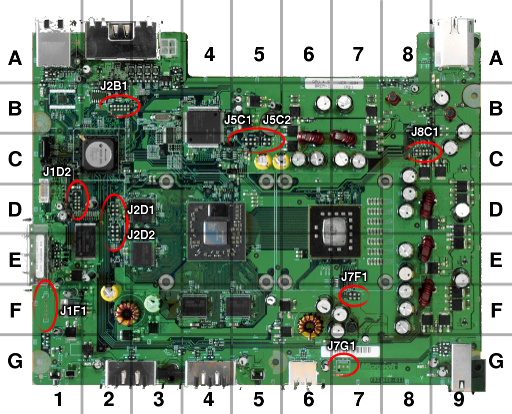 4 5 6 7 8
A A
J2B1
B B
J5C1 J5C2
J8C1
C C
J1D2
D D
J2D1
J2D2
E E
J7F1
F F
J1F1
J7G1
G G
1 2 3 4 5 6 7 8 9